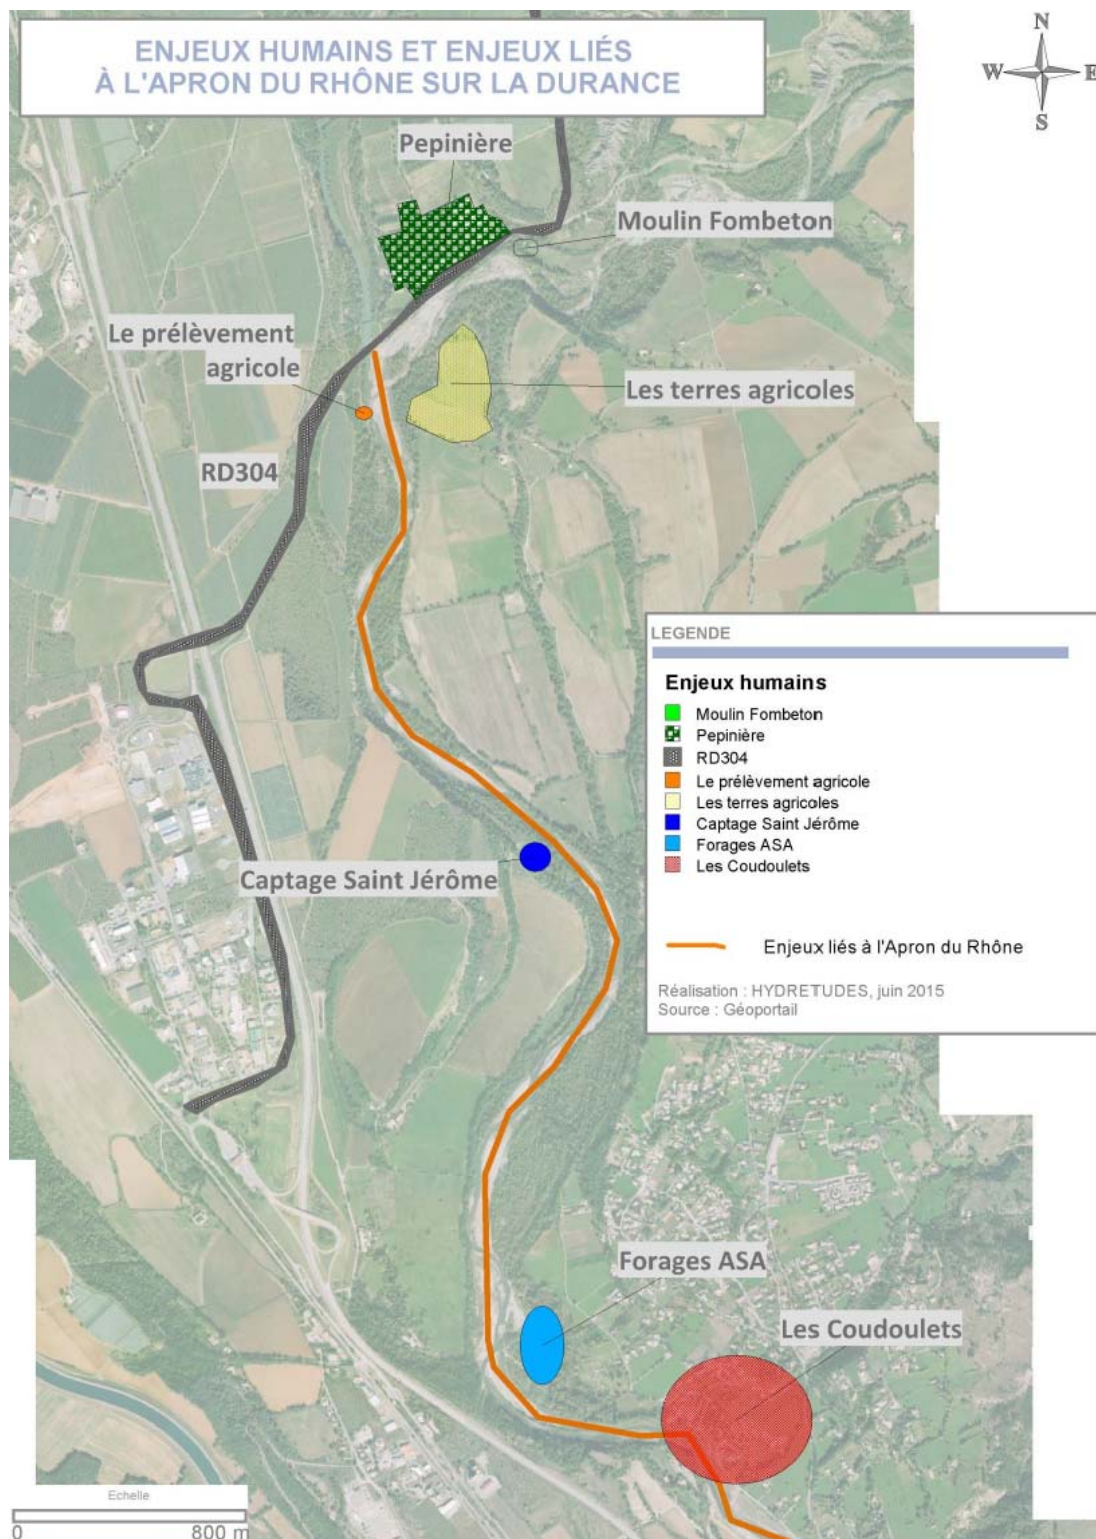 ENJEUX HUMAINS ET ENJEUX LIÉS
À L'APRON DU RHÔNE SUR LA DURANCE
N
W
E
S
Pepinière
Moulin Fombeton
Le prélèvement
agricole
Les terres agricoles
RD304
LEGENDE
Enjeux humains
Moulin Fombeton
Pepinière
RD304
Le prélèvement agricole
Les terres agricoles
Captage Saint Jérôme
Forages ASA
Les Coudoulets
Enjeux liés à l'Apron du Rhône
Réalisation : HYDRETUDES, juin 2015
Source : Géoportail
Captage Saint Jérôme
Forages ASA
Les Coudoulets
Echelle
0
800 m